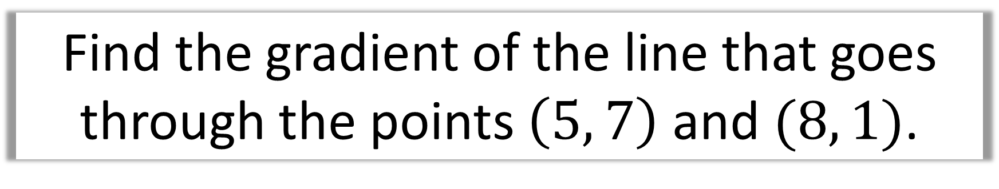 Find the gradient of the line that goes
through the points (5, 7) and (8, 1).